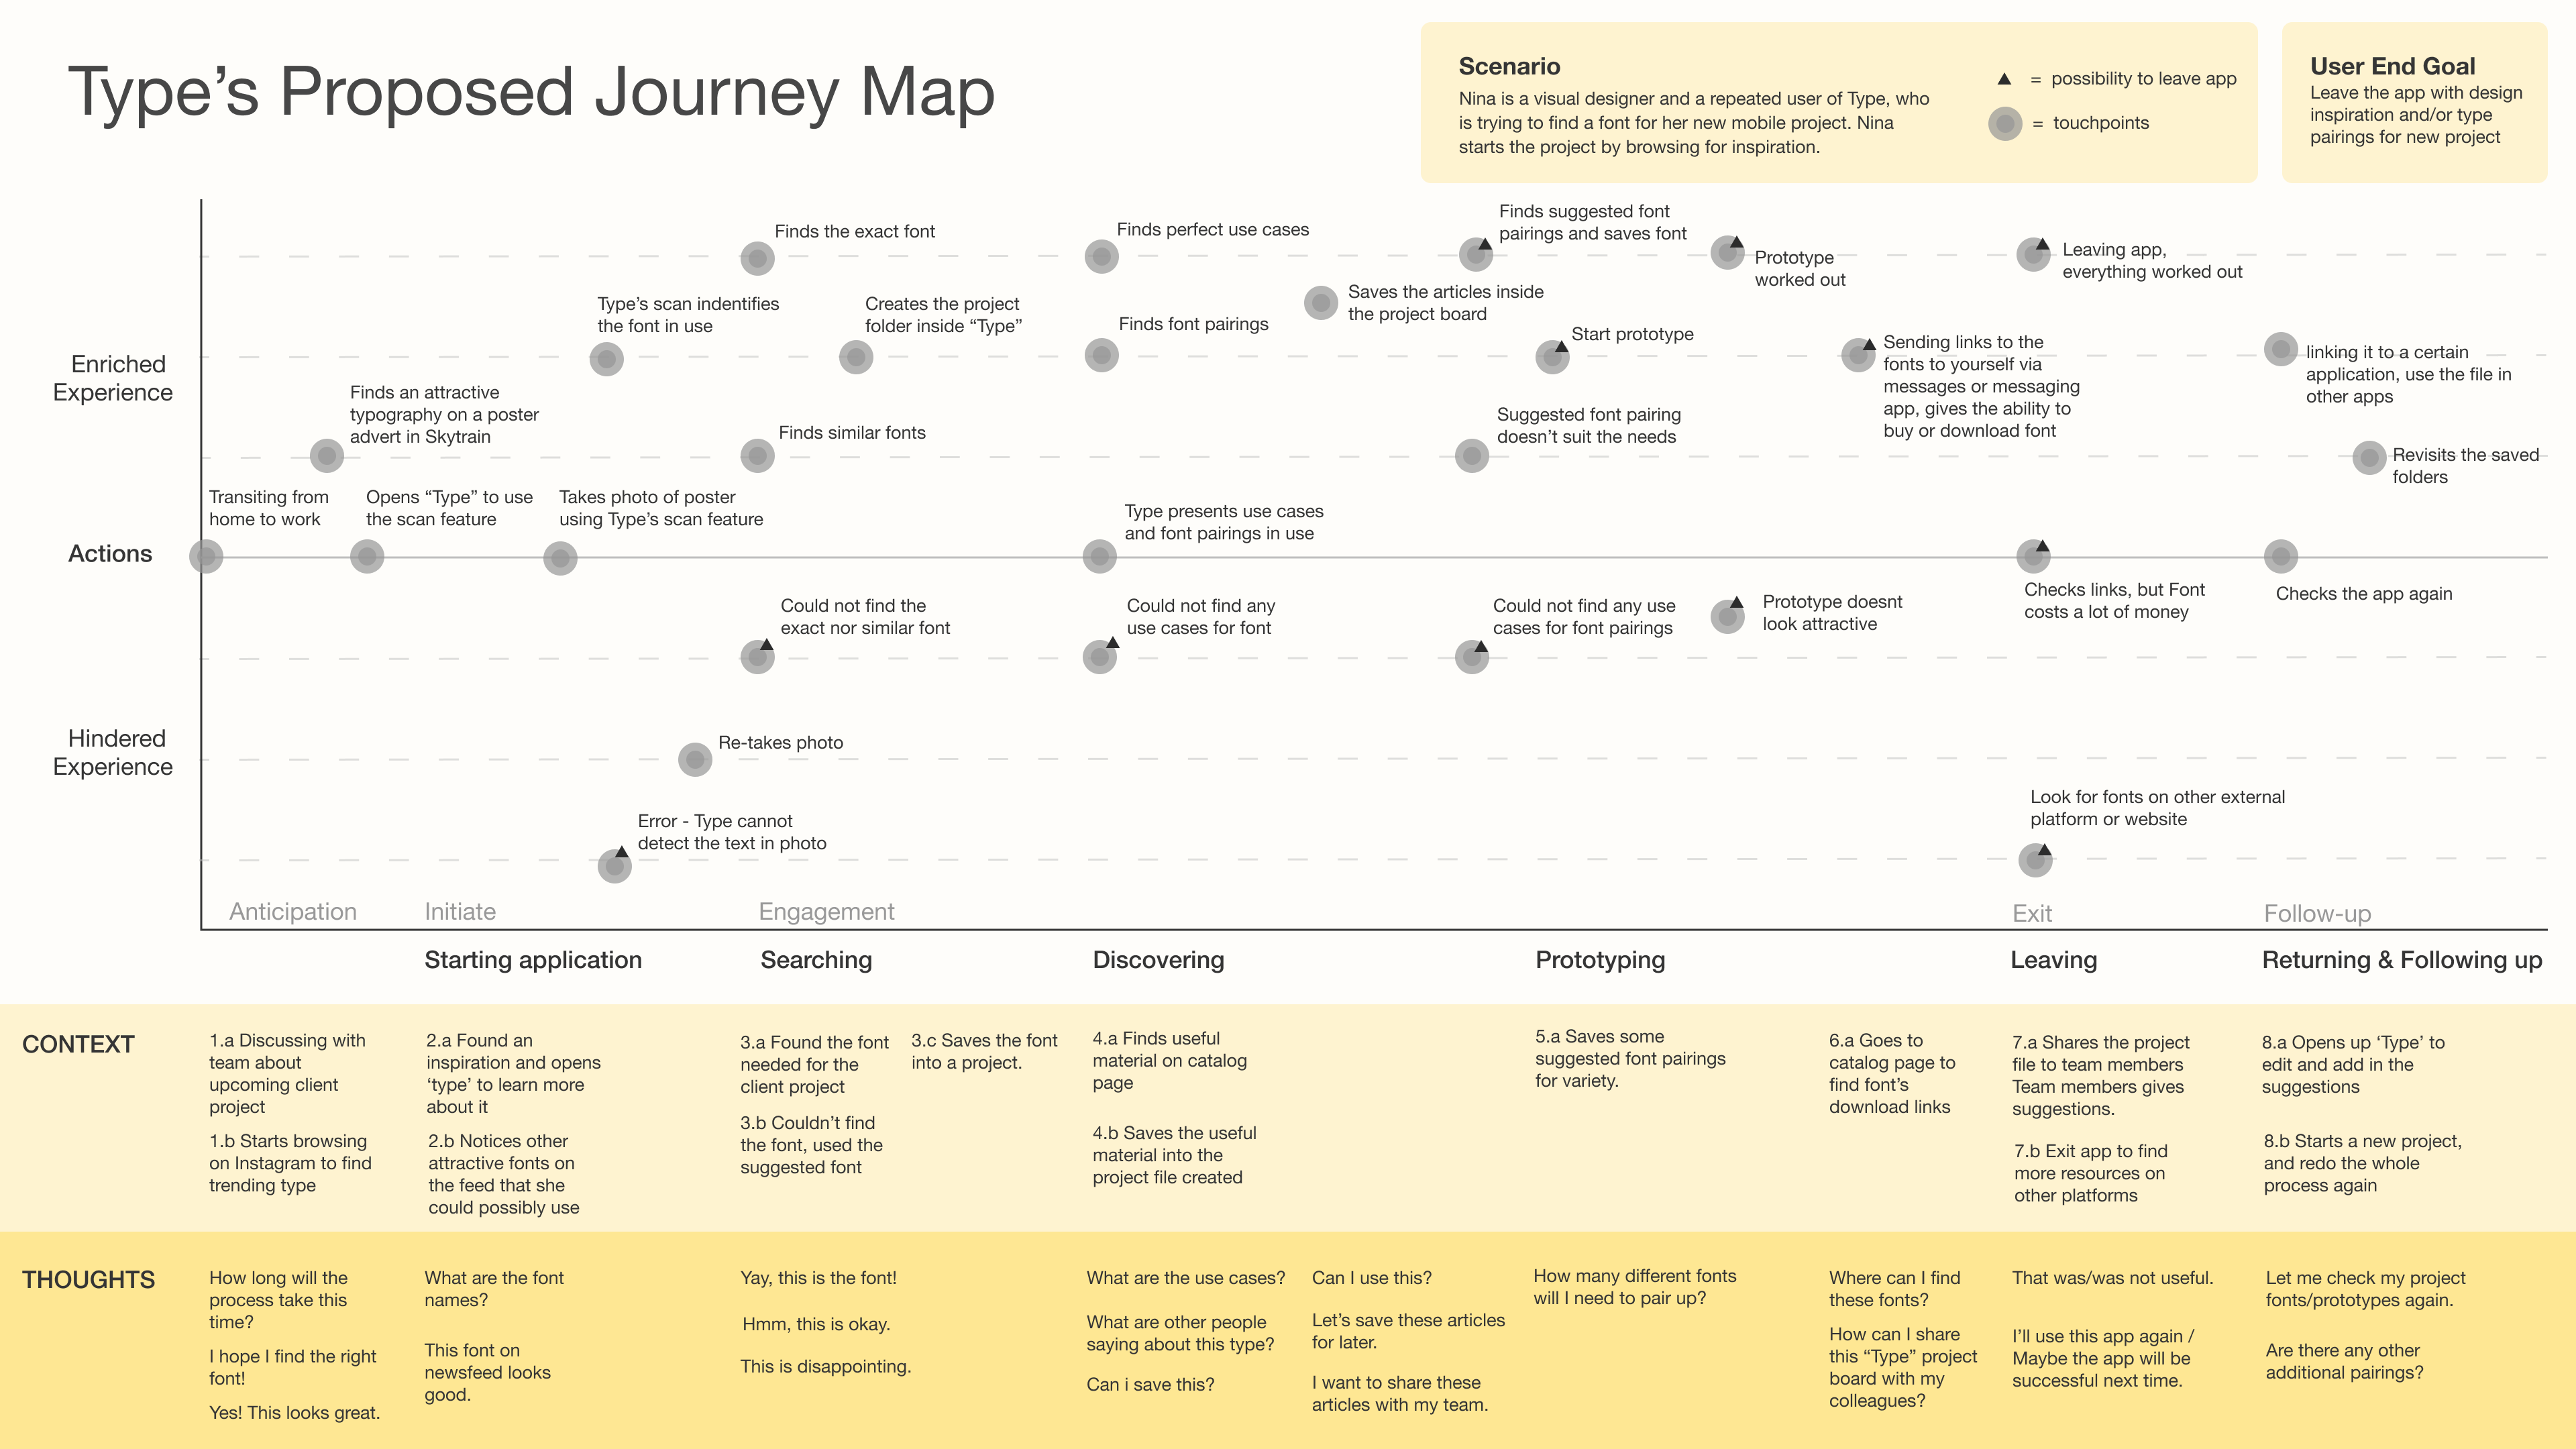 Type’s Proposed Journey Map
Scenario
Nina is a visual designer and a repeated user of Type, who
is trying to find a font for her new mobile project. Nina
starts the project by browsing for inspiration.
▲ = possibility to leave app
= touchpoints
User End Goal
Leave the app with design
inspiration and/or type
pairings for new project
Enriched
Experience
Actions
Hindered
Experience
Finds the exact font
Finds perfect use cases
Finds suggested font
pairings and saves font
Prototype
worked out
Leaving app,
everything worked out
Type’s scan indentifies
the font in use
Creates the project
folder inside “Type”
Finds font pairings
Saves the articles inside
the project board
Start prototype
Sending links to the
fonts to yourself via
messages or messaging
app, gives the ability to
buy or download font
linking it to a certain
application, use the file in
other apps
Finds an attractive
typography on a poster
advert in Skytrain
Finds similar fonts
Suggested font pairing
doesn’t suit the needs
Revisits the saved
folders
Transiting from
home to work
Opens “Type” to use
the scan feature
Takes photo of poster
using Type’s scan feature
Type presents use cases
and font pairings in use
Checks links, but Font
costs a lot of money
Checks the app again
Could not find the
exact nor similar font
Could not find any
use cases for font
Could not find any use
cases for font pairings
Prototype doesnt
look attractive
Re-takes photo
Error - Type cannot
detect the text in photo
Look for fonts on other external
platform or website
Anticipation
Initiate
Engagement
Exit
Follow-up
Starting application
Searching
Discovering
Prototyping
Leaving
Returning & Following up
CONTEXT
1.a Discussing with
team about
upcoming client
project
1.b Starts browsing
on Instagram to find
trending type
2.a Found an
inspiration and opens
‘type’ to learn more
about it
2.b Notices other
attractive fonts on
the feed that she
could possibly use
3.a Found the font
needed for the
client project
3.b Couldn’t find
the font, used the
suggested font
3.c Saves the font
into a project.
4.a Finds useful
material on catalog
page
4.b Saves the useful
material into the
project file created
5.a Saves some
suggested font pairings
for variety.
6.a Goes to
catalog page to
find font’s
download links
7.a Shares the project
file to team members
Team members gives
suggestions.
7.b Exit app to find
more resources on
other platforms
8.a Opens up ‘Type’ to
edit and add in the
suggestions
8.b Starts a new project,
and redo the whole
process again
THOUGHTS
How long will the
process take this
time?
I hope I find the right
font!
Yes! This looks great.
What are the font
names?
This font on
newsfeed looks
good.
Yay, this is the font!
Hmm, this is okay.
This is disappointing.
What are the use cases?
What are other people
saying about this type?
Can i save this?
Can I use this?
Let’s save these articles
for later.
I want to share these
articles with my team.
How many different fonts
will I need to pair up?
Where can I find
these fonts?
How can I share
this “Type” project
board with my
colleagues?
That was/was not useful.
I’ll use this app again /
Maybe the app will be
successful next time.
Let me check my project
fonts/prototypes again.
Are there any other
additional pairings?